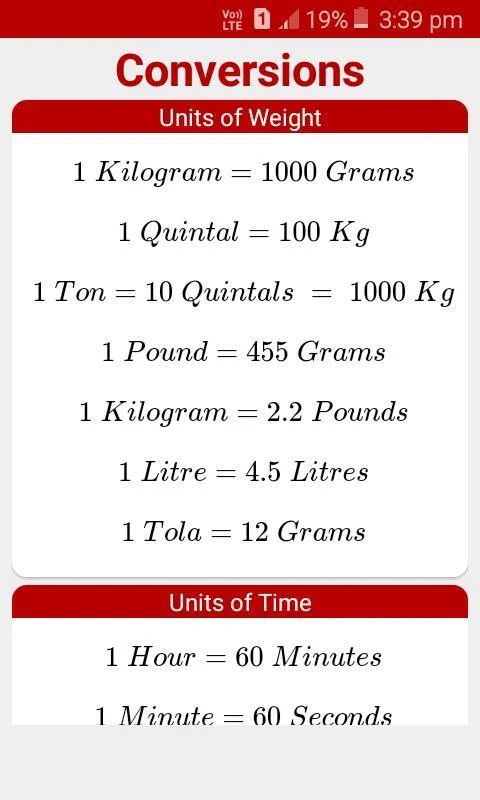 Vo)) LTE 1 19% 3:39 pm
Conversions
Units of Weight
1 Kilogram = 1000 Grams
1 Quintal = 100 Kg
1 Ton = 10 Quintals = 1000 Kg
1 Pound = 455 Grams
1 Kilogram = 2.2 Pounds
1 Litre = 4.5 Litres
1 Tola = 12 Grams
Units of Time
1 Hour = 60 Minutes
1 Minute = 60 Seconds